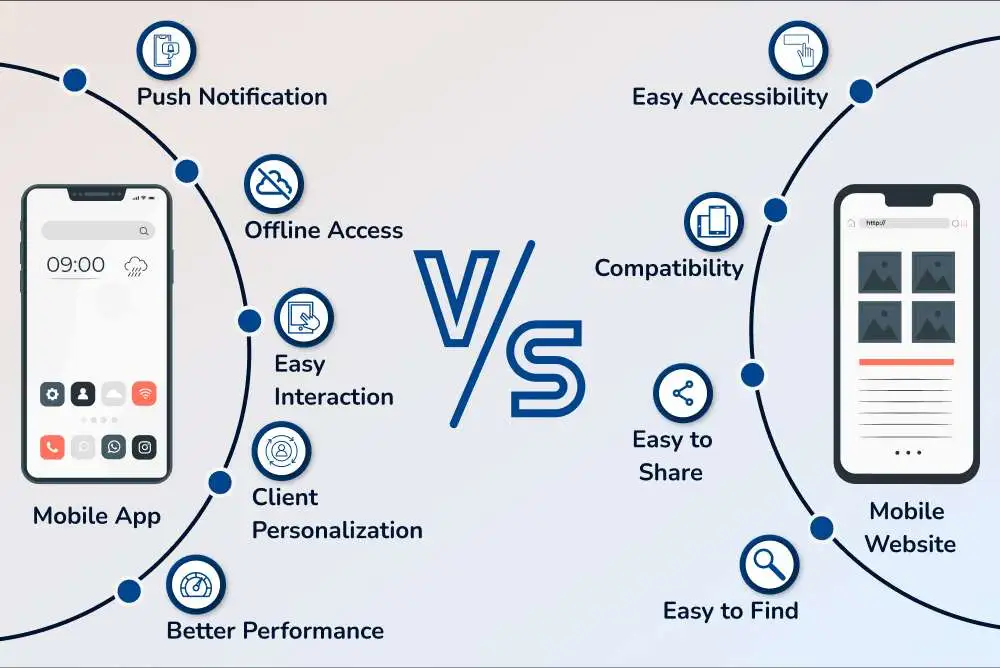 Push Notification
Offline Access
Easy
Interaction
Client
Personalization
Better Performance
09:00
Mobile App
V/S
Easy Accessibility
Compatibility
Easy to
Share
Easy to Find
http://
Mobile
Website